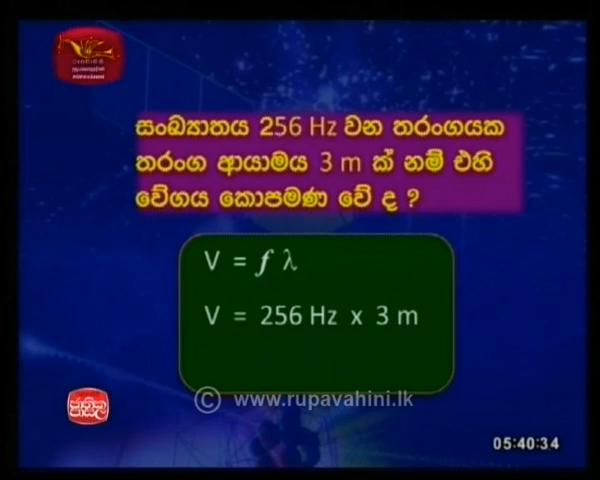 සංඛ්‍යාතය 256 Hz වන තරංගයක
තරංග ආයාමය 3 m ක් නම් එහි
වේගය කොපමණ වේ ද ?
V = f λ
V = 256 Hz x 3 m
© www.rupavahini.lk
ජාතික
පාසල
05:40:34